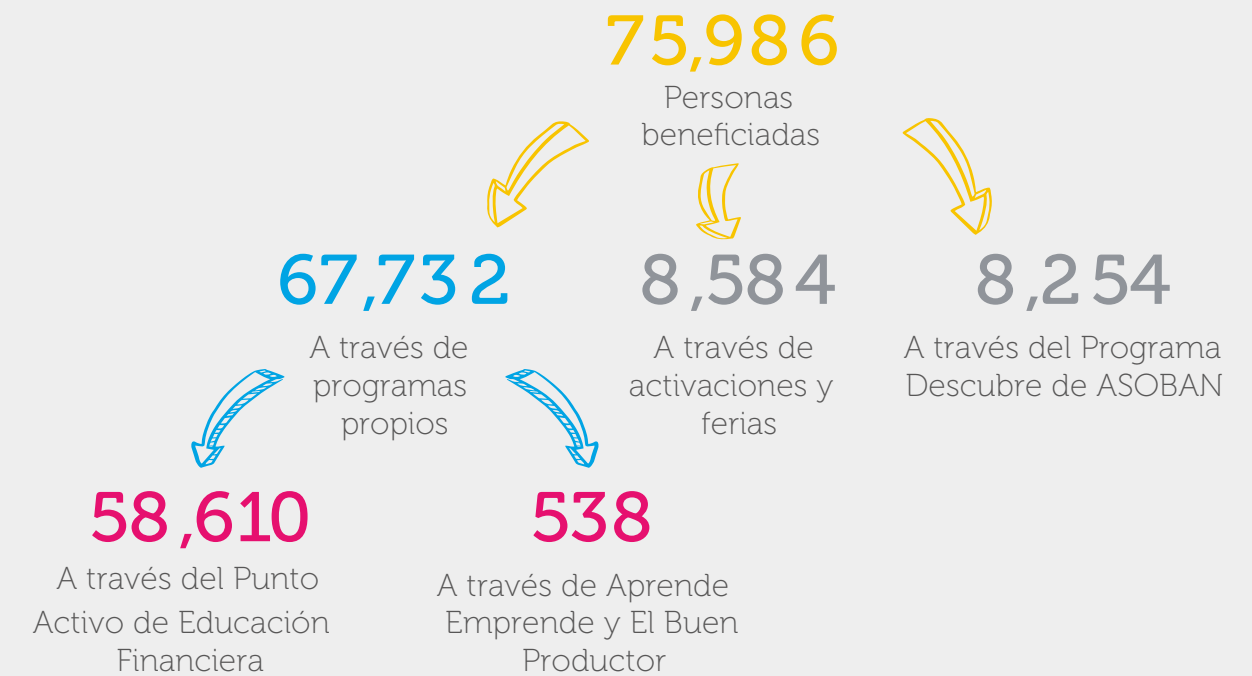 75,986
Personas
beneficiadas
67,732
A través de
programas
propios
8,584
A través de
activaciones y
ferias
8,254
A través del Programa
Descubre de ASOBAN
58,610
A través del Punto
Activo de Educación
Financiera
538
A través de Aprende
Emprende y El Buen
Productor